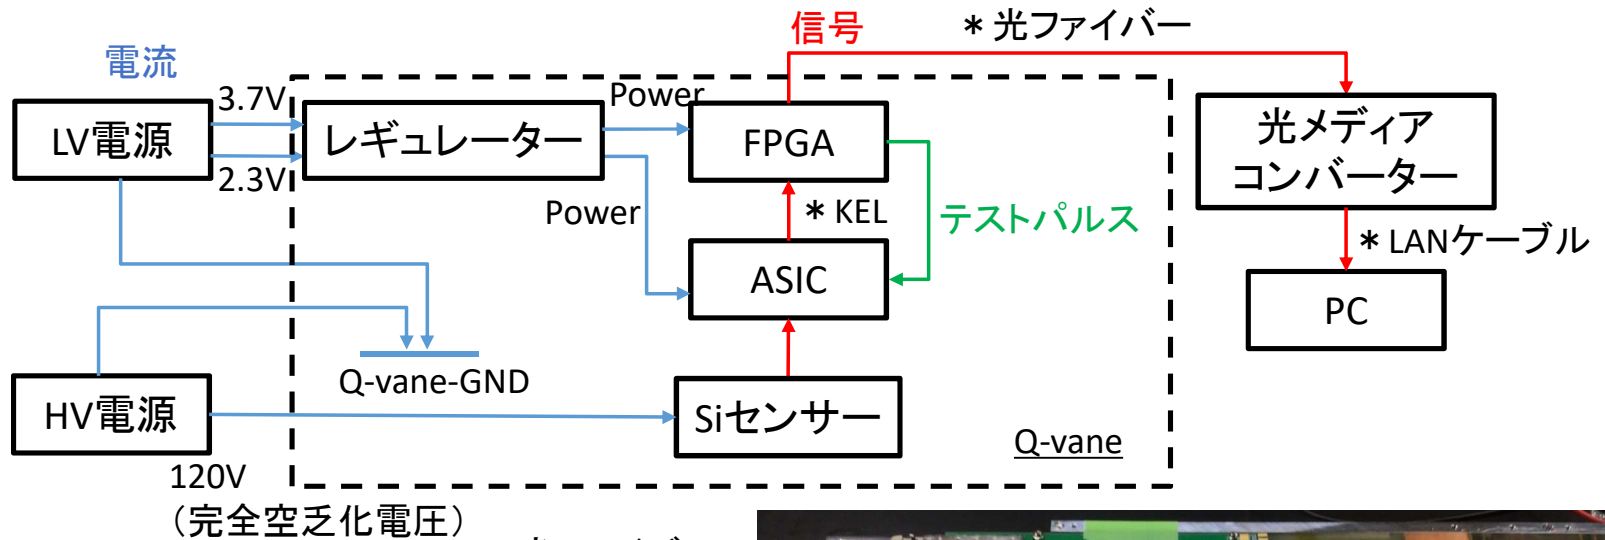 信号
* 光ファイバー
電流
3.7V
Power
LV電源
レギュレーター
FPGA
光メディア
コンバーター
2.3V
Power
* KEL
テストパルス
* LANケーブル
ASIC
PC
Q-vane-GND
HV電源
Siセンサー
Q-vane
120V
(完全空乏化電圧)